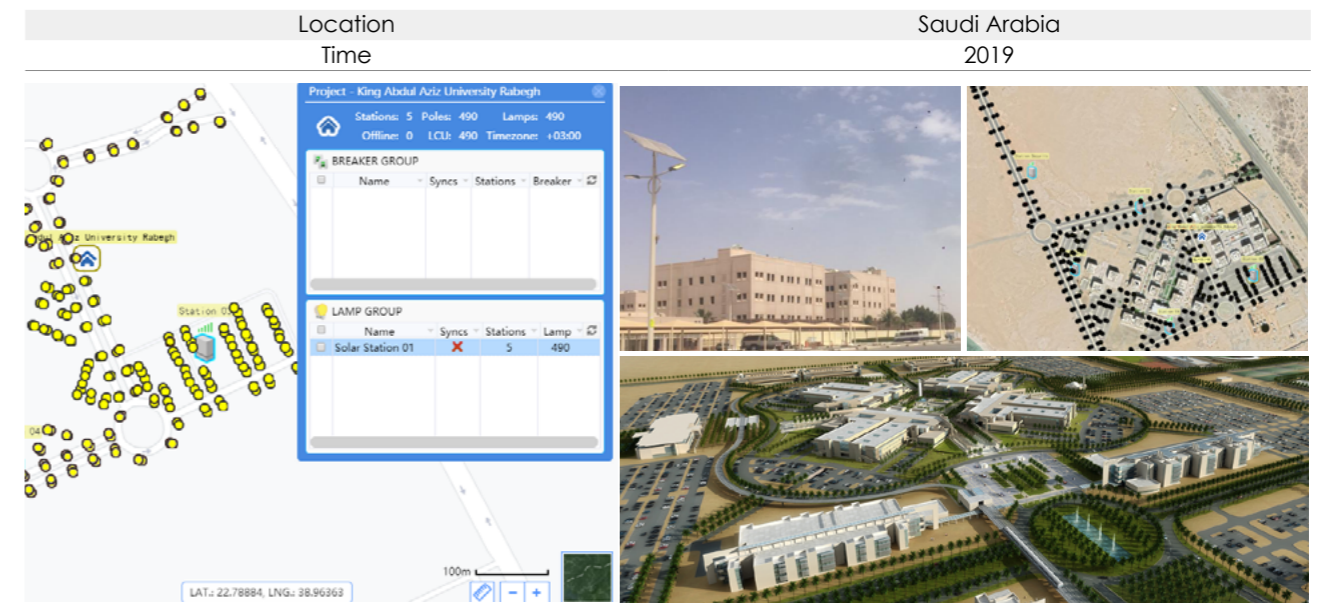 Location Saudi Arabia
Time 2019
Project - King Abdul Aziz University Rabegh
Stations: 5 Poles: 490 Lamps: 490
Offline: 0 LCU: 490 Timezone: +03:00
BREAKER GROUP
Name Syncs Stations Breaker
LAMP GROUP
Name Syncs Stations Lamp
Solar Station 01 5 490
University Rabegh
Station
04
100m
LAT.: 22.78884, LNG.: 38.96363